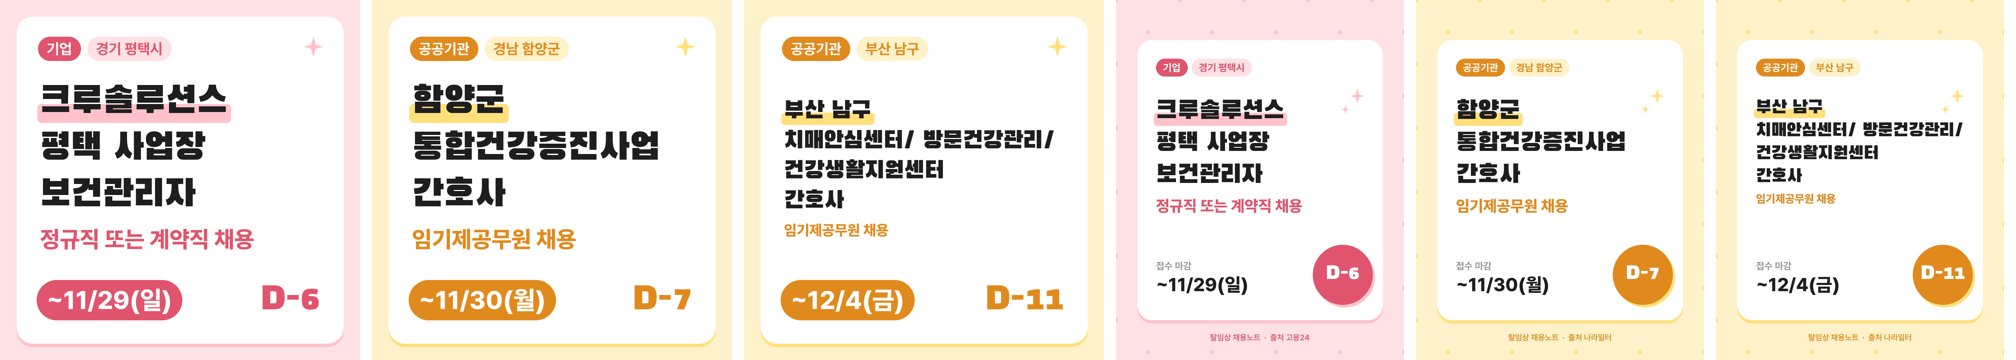 기업 경기 평택시
크루솔루션스
평택 사업장
보건관리자
정규직 또는 계약직 채용
~11/29(일) D-6
공공기관 경남 함양군
함양군
통합건강증진사업
간호사
임기제공무원 채용
~11/30(월) D-7
공공기관 부산 남구
부산 남구
치매안심센터/ 방문건강관리/
건강생활지원센터
간호사
임기제공무원 채용
~12/4(금) D-11
기업 경기 평택시
크루솔루션스
평택 사업장
보건관리자
정규직 또는 계약직 채용
접수 마감
~11/29(일)
D-6
탈임상 채용노트 · 출처 고용24
공공기관 경남 함양군
함양군
통합건강증진사업
간호사
임기제공무원 채용
접수 마감
~11/30(월)
D-7
탈임상 채용노트 · 출처 나라일터
공공기관 부산 남구
부산 남구
치매안심센터/ 방문건강관리/
건강생활지원센터
간호사
임기제공무원 채용
접수 마감
~12/4(금)
D-11
탈임상 채용노트 · 출처 나라일터